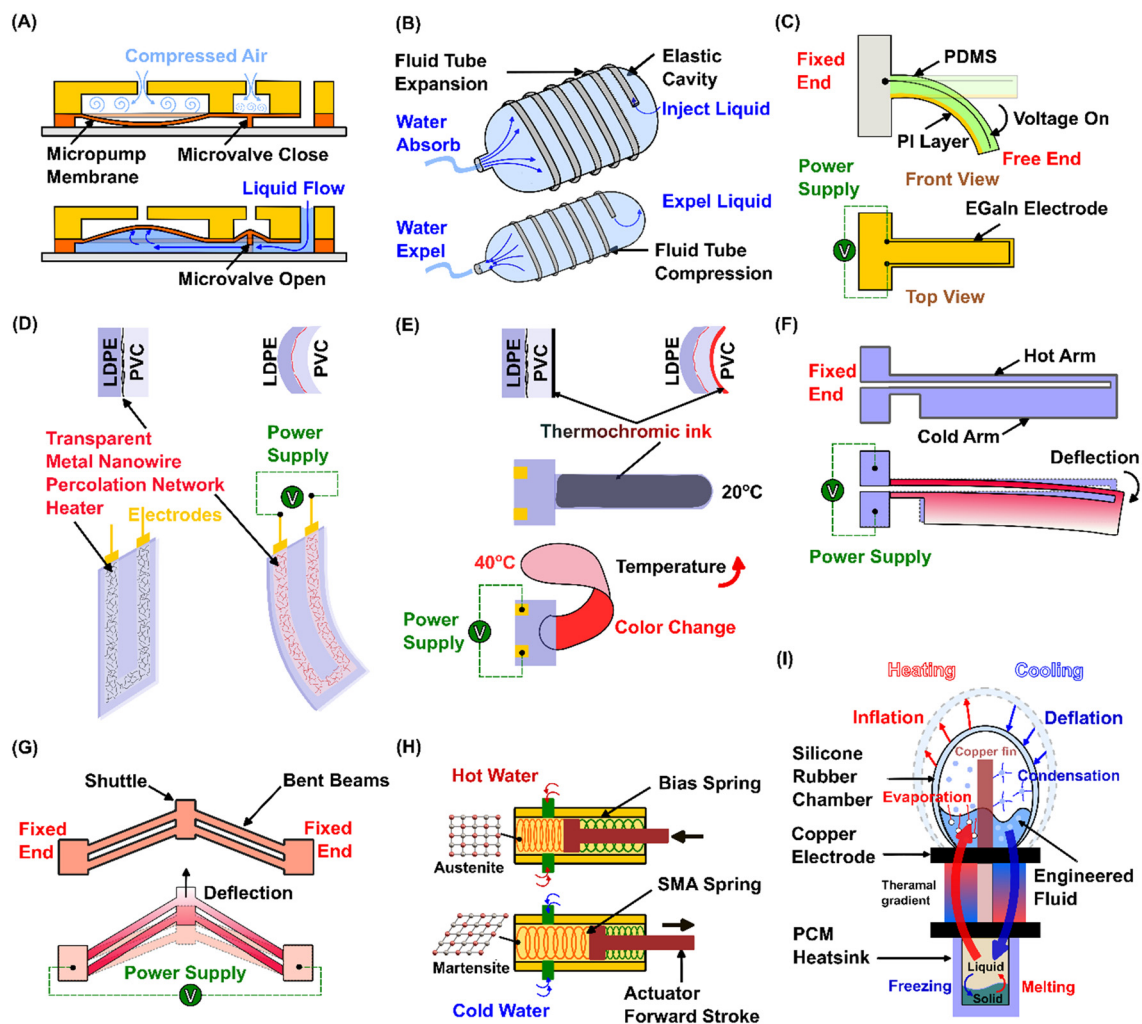 (A)
Compressed Air
Micropump
Membrane
Microvalve Close
Liquid Flow
Microvalve Open
(B)
Fluid Tube
Expansion
Elastic
Cavity
Inject Liquid
Water
Absorb
Expel Liquid
Water
Expel
Fluid Tube
Compression
(C)
Fixed
End
PDMS
Voltage On
PI Layer
Free End
Front View
Power
Supply
V
EGaIn Electrode
Top View
(D)
LDPE
PVC
LDPE
PVC
Transparent
Metal Nanowire
Percolation Network
Heater
Power
Supply
V
Electrodes
(E)
LDPE
PVC
LDPE
PVC
Thermochromic ink
20°C
40°C
Temperature
Power
Supply
V
Color Change
(F)
Fixed
End
Hot Arm
Cold Arm
Deflection
V
Power Supply
(G)
Shuttle
Bent Beams
Fixed
End
Fixed
End
Deflection
Power Supply
V
(H)
Hot Water
Bias Spring
Austenite
SMA Spring
Martensite
Cold Water
Actuator
Forward Stroke
(I)
Heating
Cooling
Inflation
Deflation
Silicone
Rubber
Chamber
Copper fin
Condensation
Evaporation
Copper
Electrode
Engineered
Fluid
Theramal
gradient
PCM
Heatsink
Liquid
Freezing
Melting
Solid